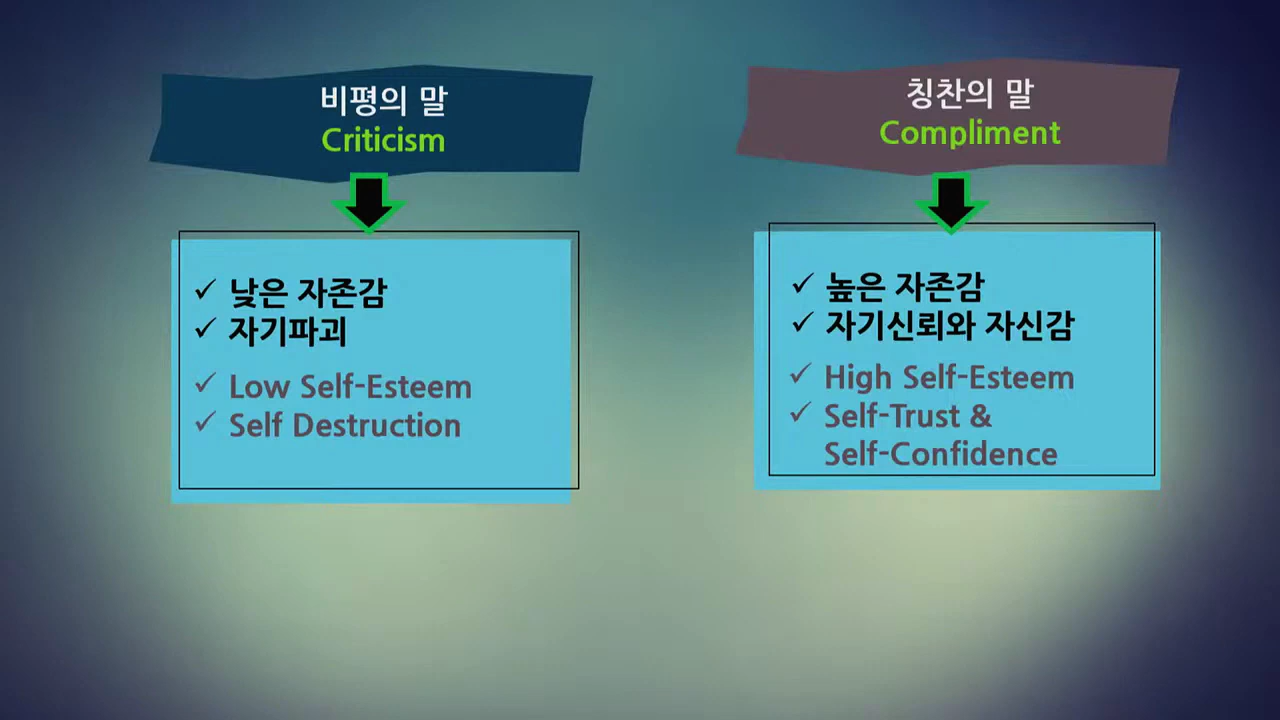 비평의 말
Criticism
✓ 낮은 자존감
✓ 자기파괴
✓ Low Self-Esteem
✓ Self Destruction
칭찬의 말
Compliment
✓ 높은 자존감
✓ 자기신뢰와 자신감
✓ High Self-Esteem
✓ Self-Trust &
Self-Confidence